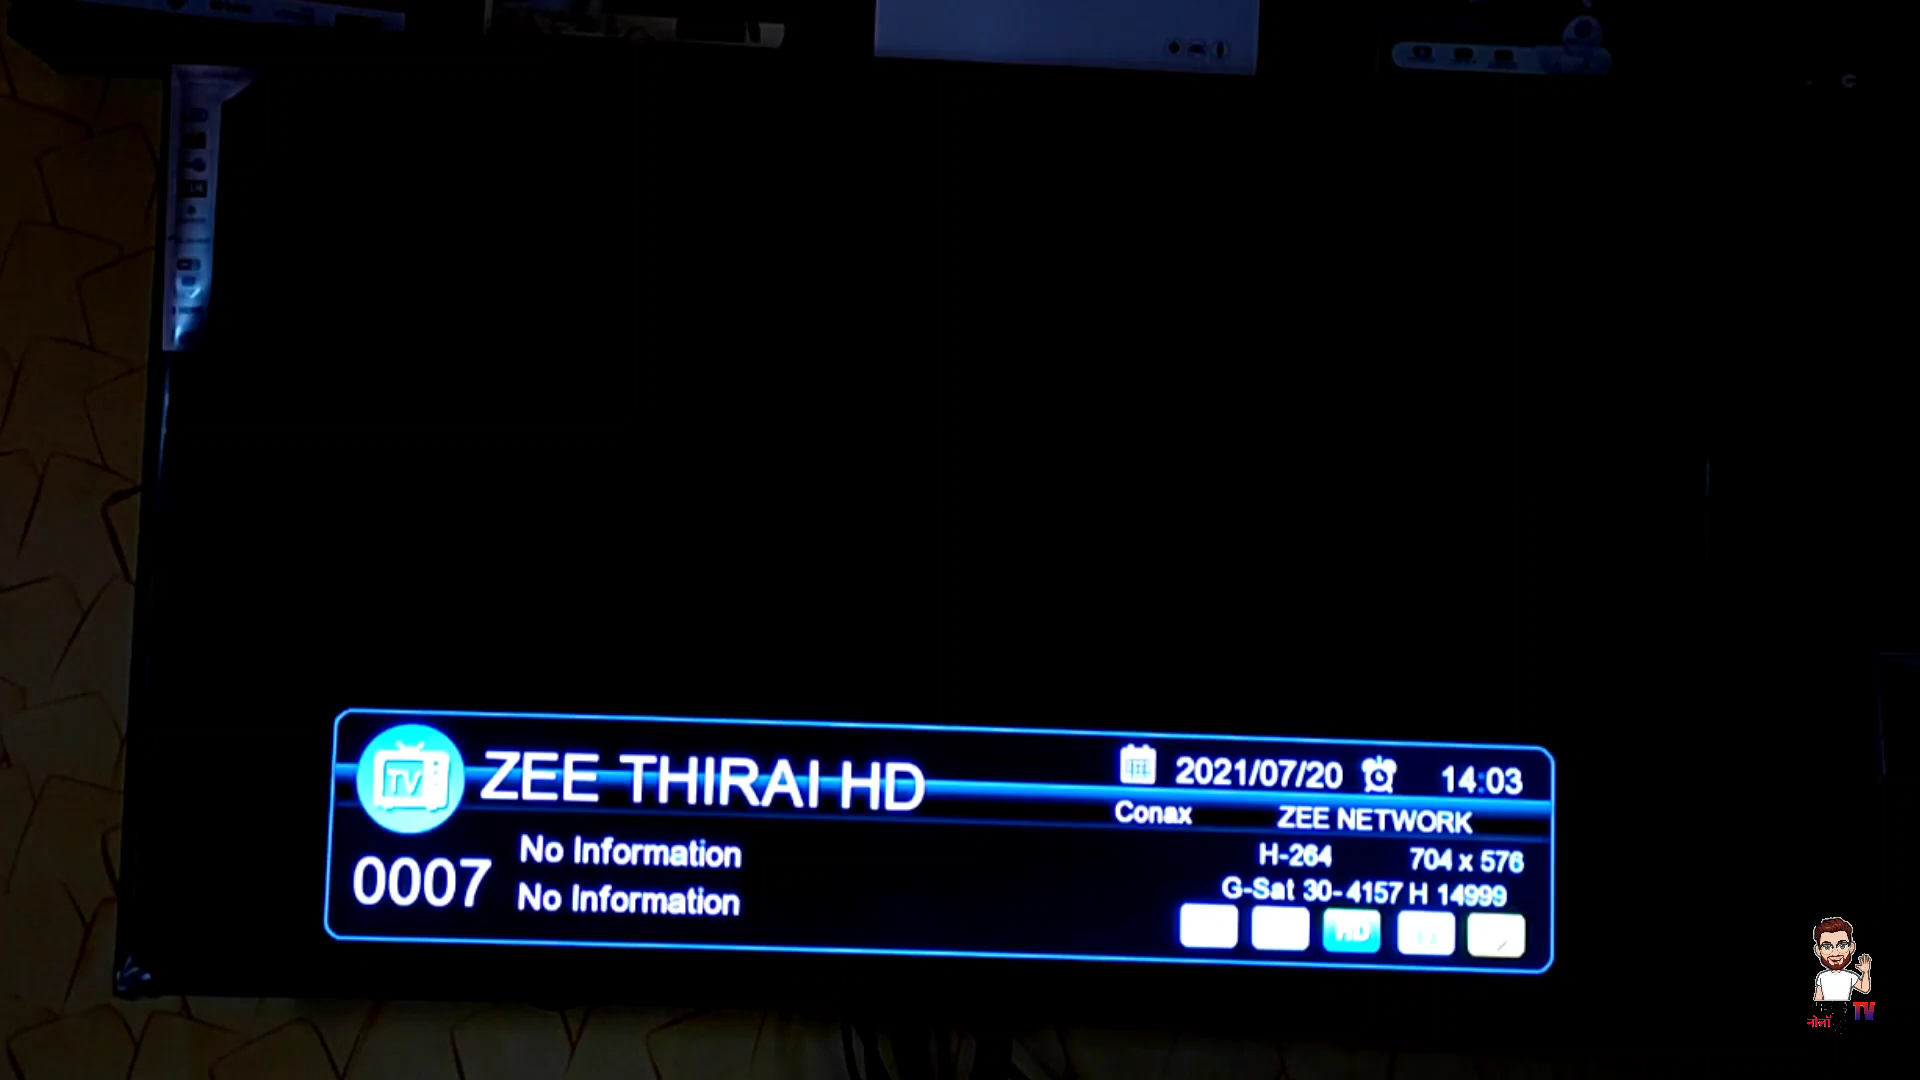 TV
ZEE THIRAI HD
2021/07/20 14:03
Conax ZEE NETWORK
0007
No Information
No Information
H-264 704 x 576
G-Sat 30-4157 H 14999
HD
TV